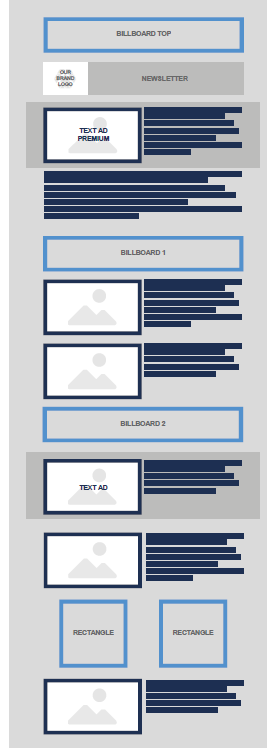 BILLBOARD TOP
OUR
BRAND
LOGO
NEWSLETTER
TEXT AD
PREMIUM
BILLBOARD 1
BILLBOARD 2
TEXT AD
RECTANGLE
RECTANGLE